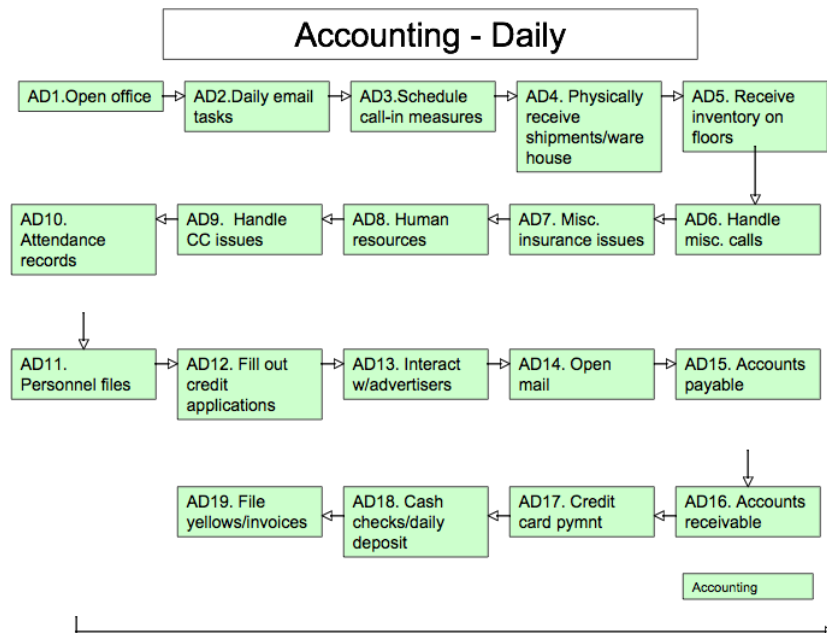 Accounting - Daily
AD1.Open office
AD2.Daily email
tasks
AD3.Schedule
call-in measures
AD4. Physically
receive
shipments/ware
house
AD5. Receive
inventory on
floors
AD10.
Attendance
records
AD9.  Handle
CC issues
AD8. Human
resources
AD7. Misc.
insurance issues
AD6. Handle
misc. calls
AD11.
Personnel files
AD12. Fill out
credit
applications
AD13. Interact
w/advertisers
AD14. Open
mail
AD15. Accounts
payable
AD19. File
yellows/invoices
AD18. Cash
checks/daily
deposit
AD17. Credit
card pymnt
AD16. Accounts
receivable
Accounting